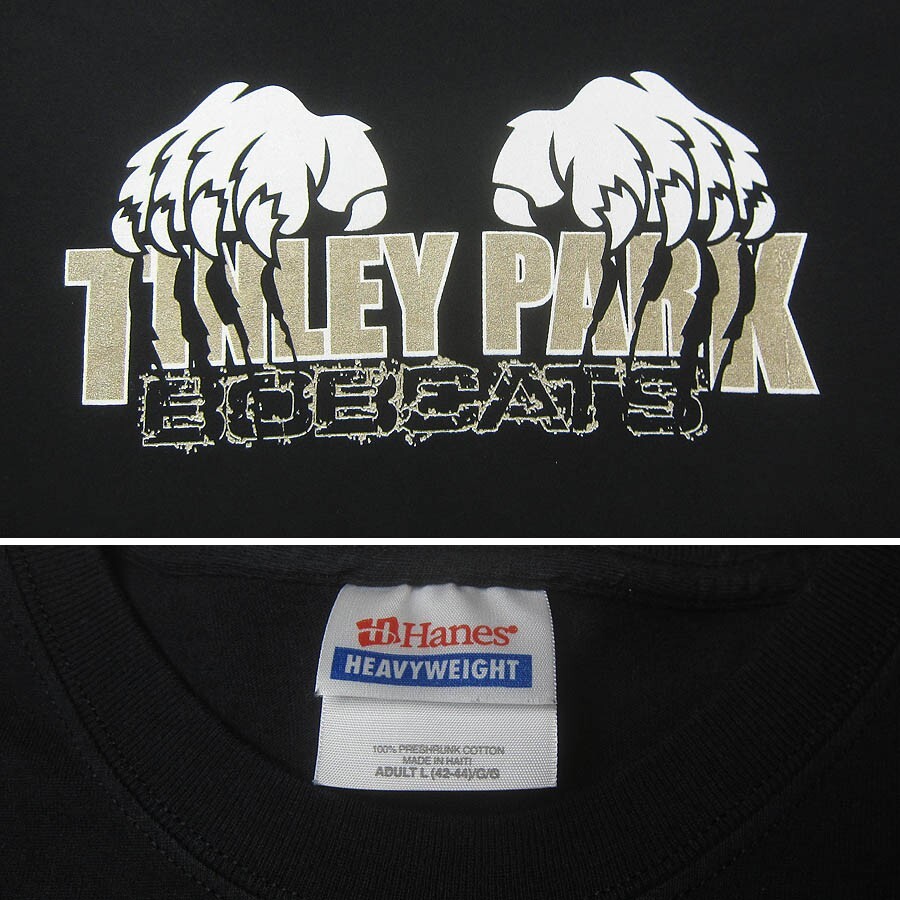 TINLEY PARK
BOBCATS
Hanes
HEAVYWEIGHT
100% PRESHRUNK COTTON
MADE IN HAITI
ADULT L (42-44)/G/G